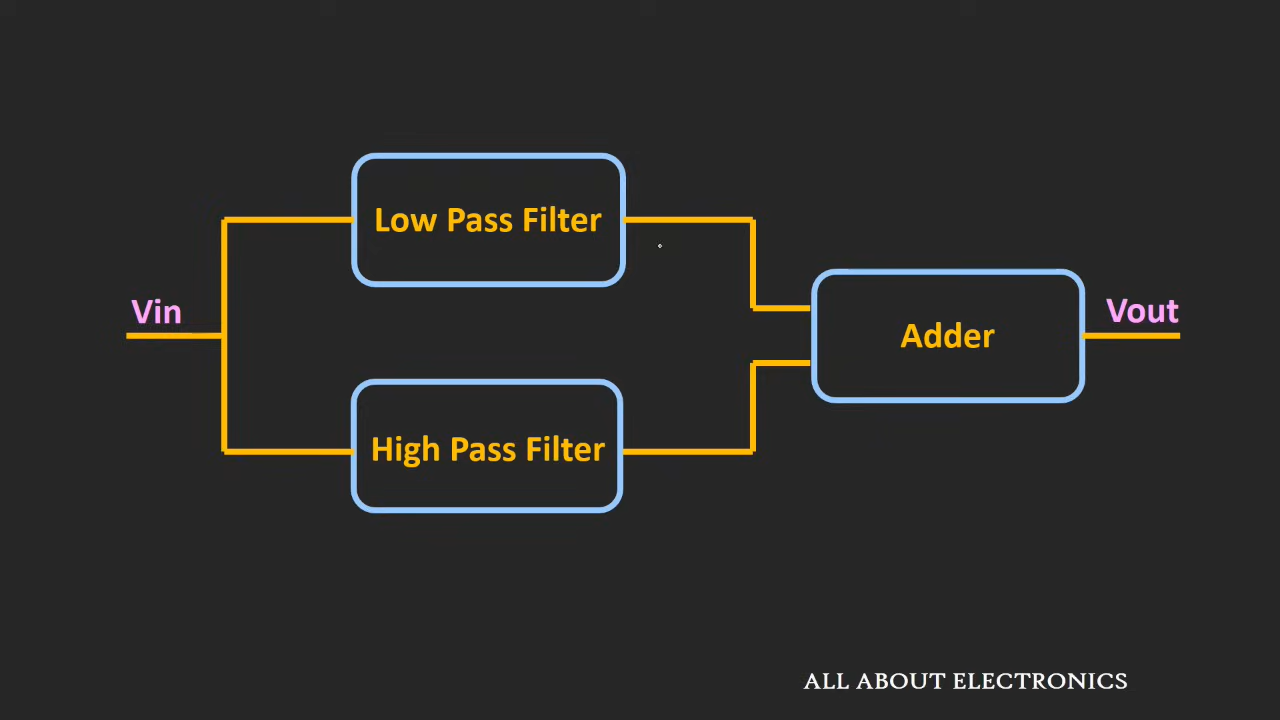 Low Pass Filter
Vin
Vout
Adder
High Pass Filter
ALL ABOUT ELECTRONICS